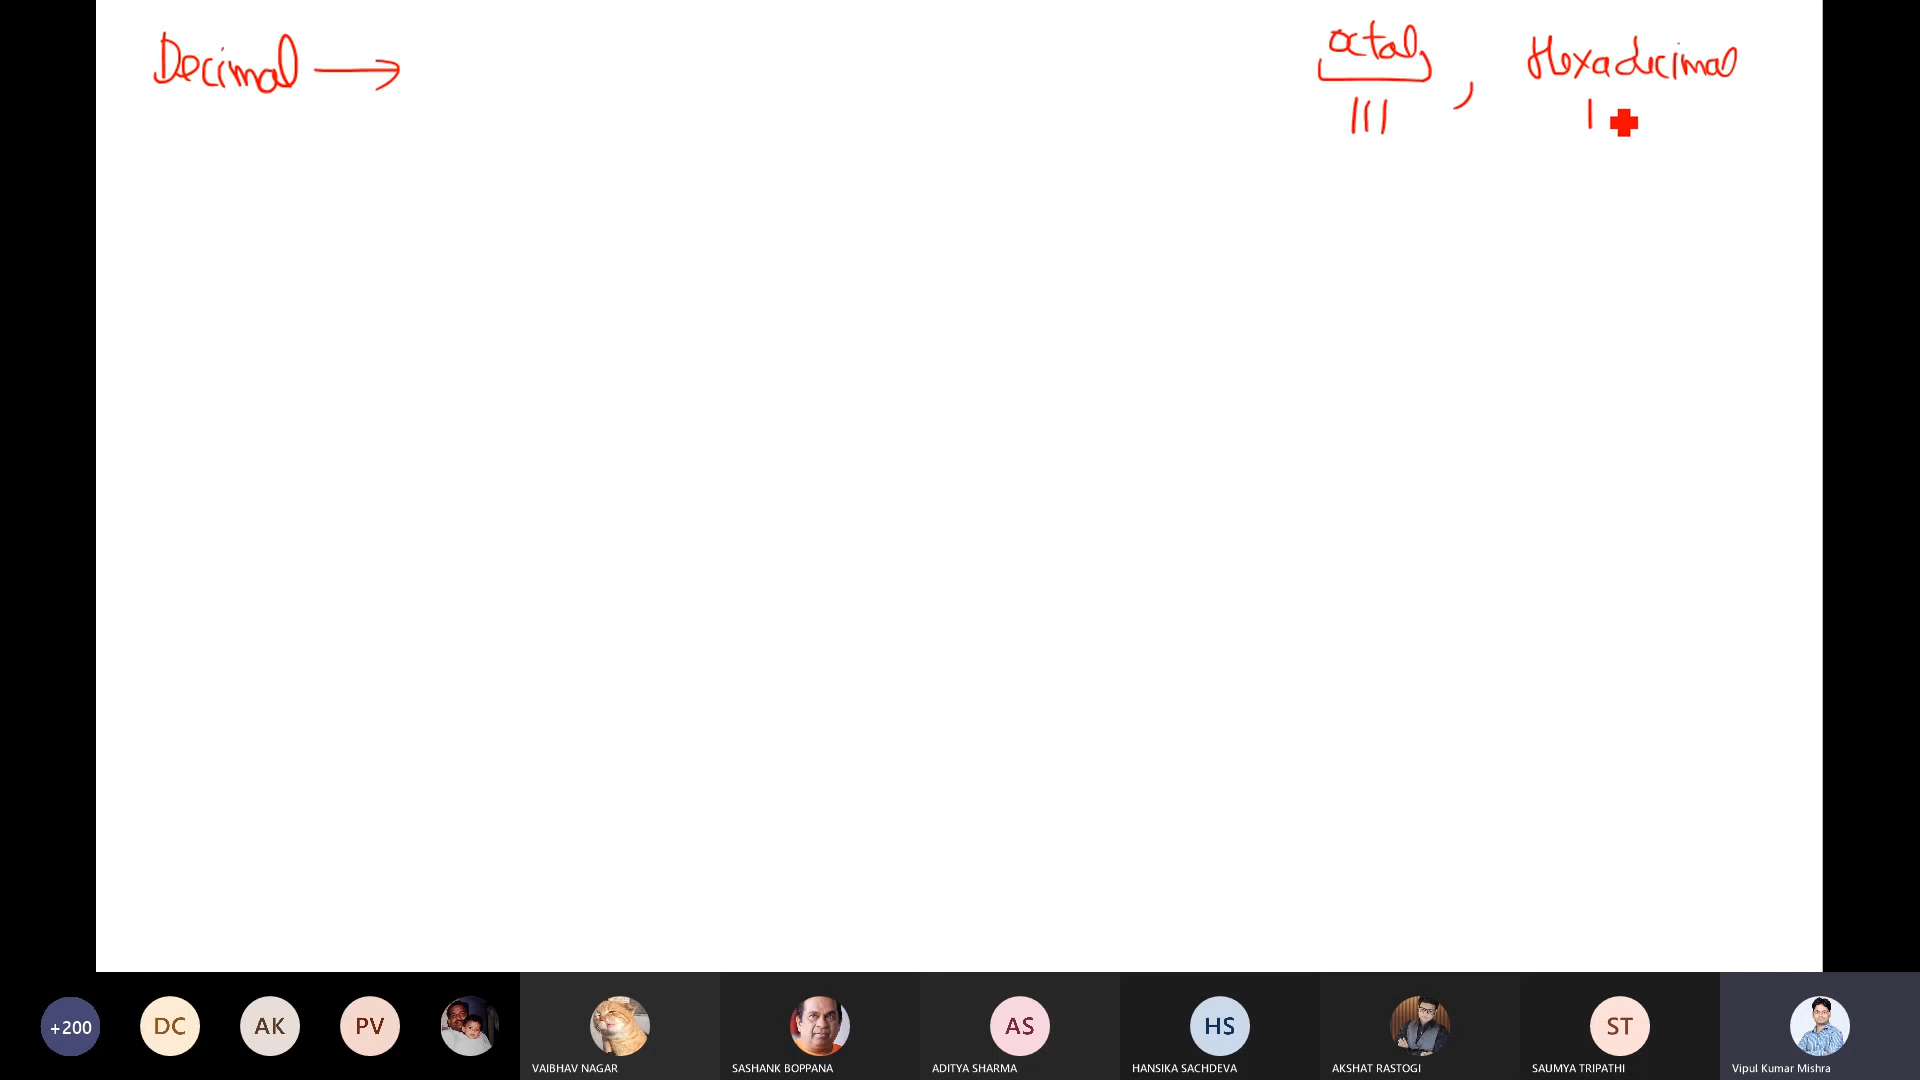 Decimal → octal, Hexadecimal
111 1
+200 DC AK PV AS HS ST
VAIBHAV NAGAR SASHANK BOPPANA ADITYA SHARMA HANSIKA SACHDEVA AKSHAT RASTOGI SAUMYA TRIPATHI Vipul Kumar Mishra